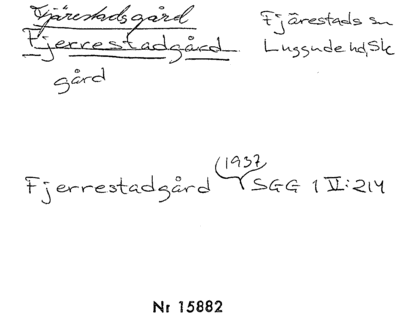 Fjärestadsgård
Fjerrestadgård
gård
Fjärestads sn
Luggude hd, Sk
(1937)
Fjerrestadgård SGG 1 V:214
Nr 15882